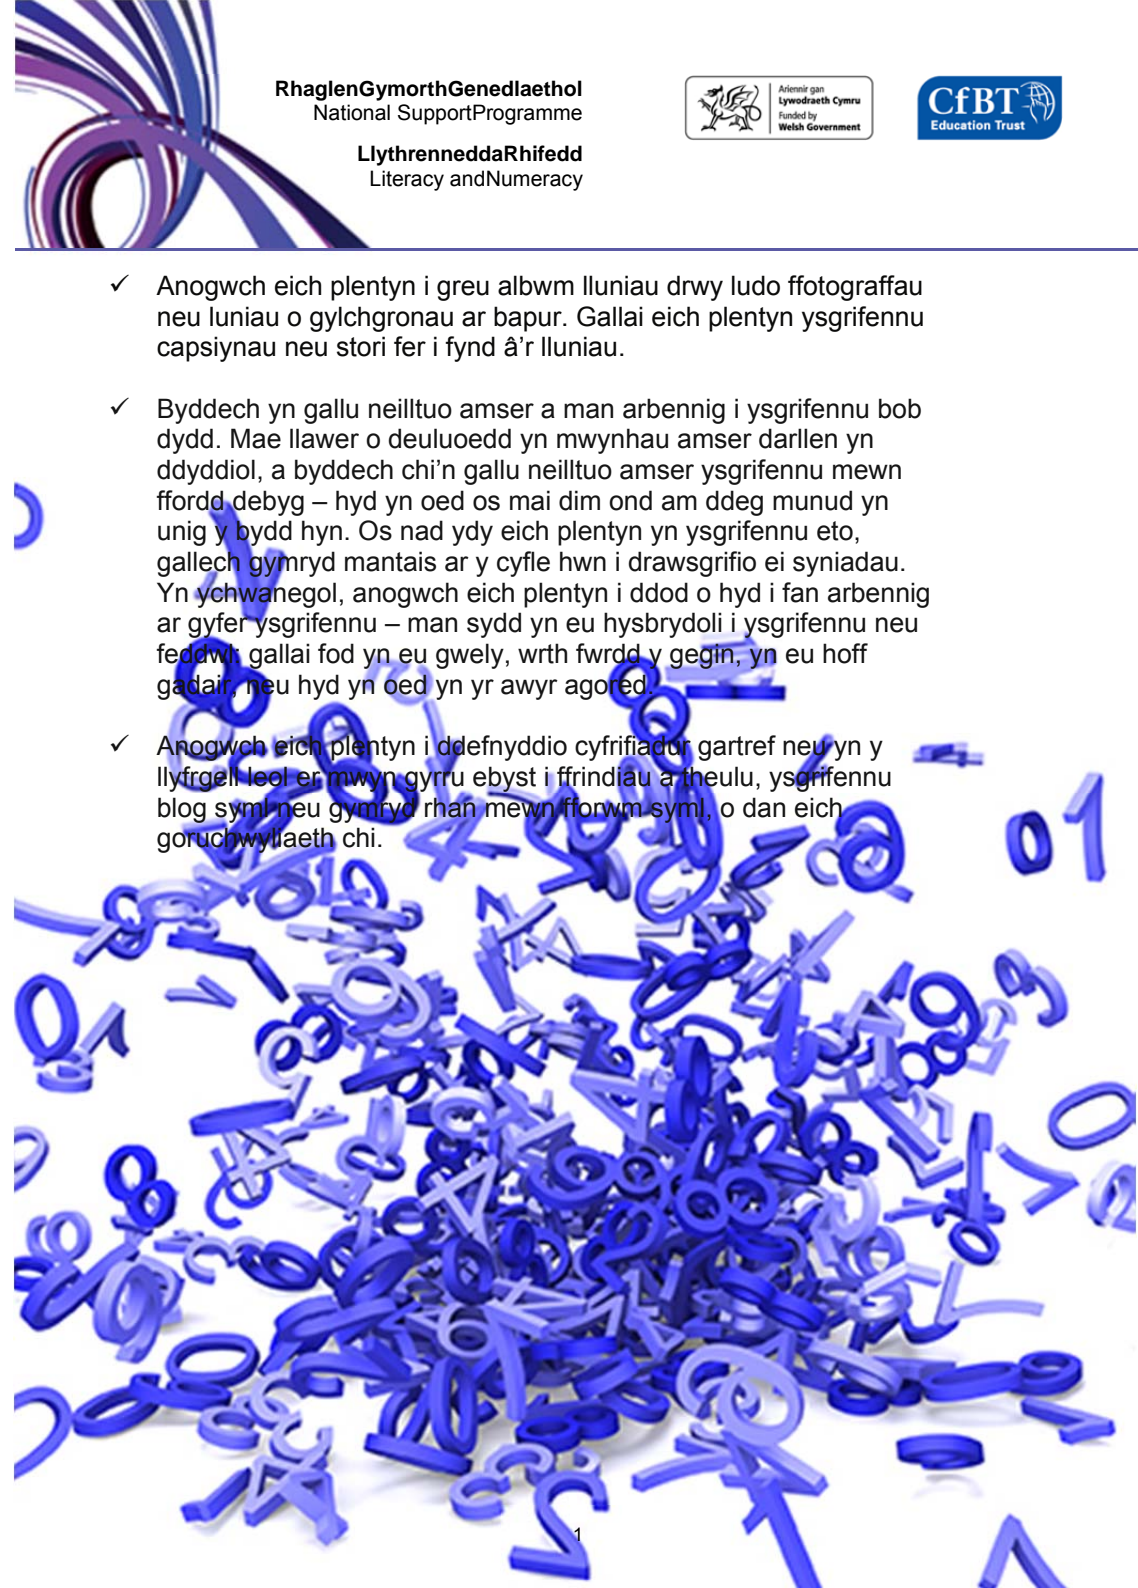 RhaglenGymorthGenedlaethol
National SupportProgramme
LlythrenneddaRhifedd
Literacy andNumeracy
Ariennir gan
Lywodraeth Cymru
Funded by
Welsh Government
CfBT
Education Trust
✓ Anogwch eich plentyn i greu albwm lluniau drwy ludo ffotograffau
neu luniau o gylchgronau ar bapur. Gallai eich plentyn ysgrifennu
capsiynau neu stori fer i fynd â’r lluniau.
✓ Byddech yn gallu neilltuo amser a man arbennig i ysgrifennu bob
dydd. Mae llawer o deuluoedd yn mwynhau amser darllen yn
ddyddiol, a byddech chi’n gallu neilltuo amser ysgrifennu mewn
ffordd debyg – hyd yn oed os mai dim ond am ddeg munud yn
unig y bydd hyn. Os nad ydy eich plentyn yn ysgrifennu eto,
gallech gymryd mantais ar y cyfle hwn i drawsgrifio ei syniadau.
Yn ychwanegol, anogwch eich plentyn i ddod o hyd i fan arbennig
ar gyfer ysgrifennu – man sydd yn eu hysbrydoli i ysgrifennu neu
feddwl: gallai fod yn eu gwely, wrth fwrdd y gegin, yn eu hoff
gadair, neu hyd yn oed yn yr awyr agored.
✓ Anogwch eich plentyn i ddefnyddio cyfrifiadur gartref neu yn y
llyfrgell leol er mwyn gyrru ebyst i ffrindiau a theulu, ysgrifennu
blog syml neu gymryd rhan mewn fforwm syml, o dan eich
goruchwyllaeth chi.
1